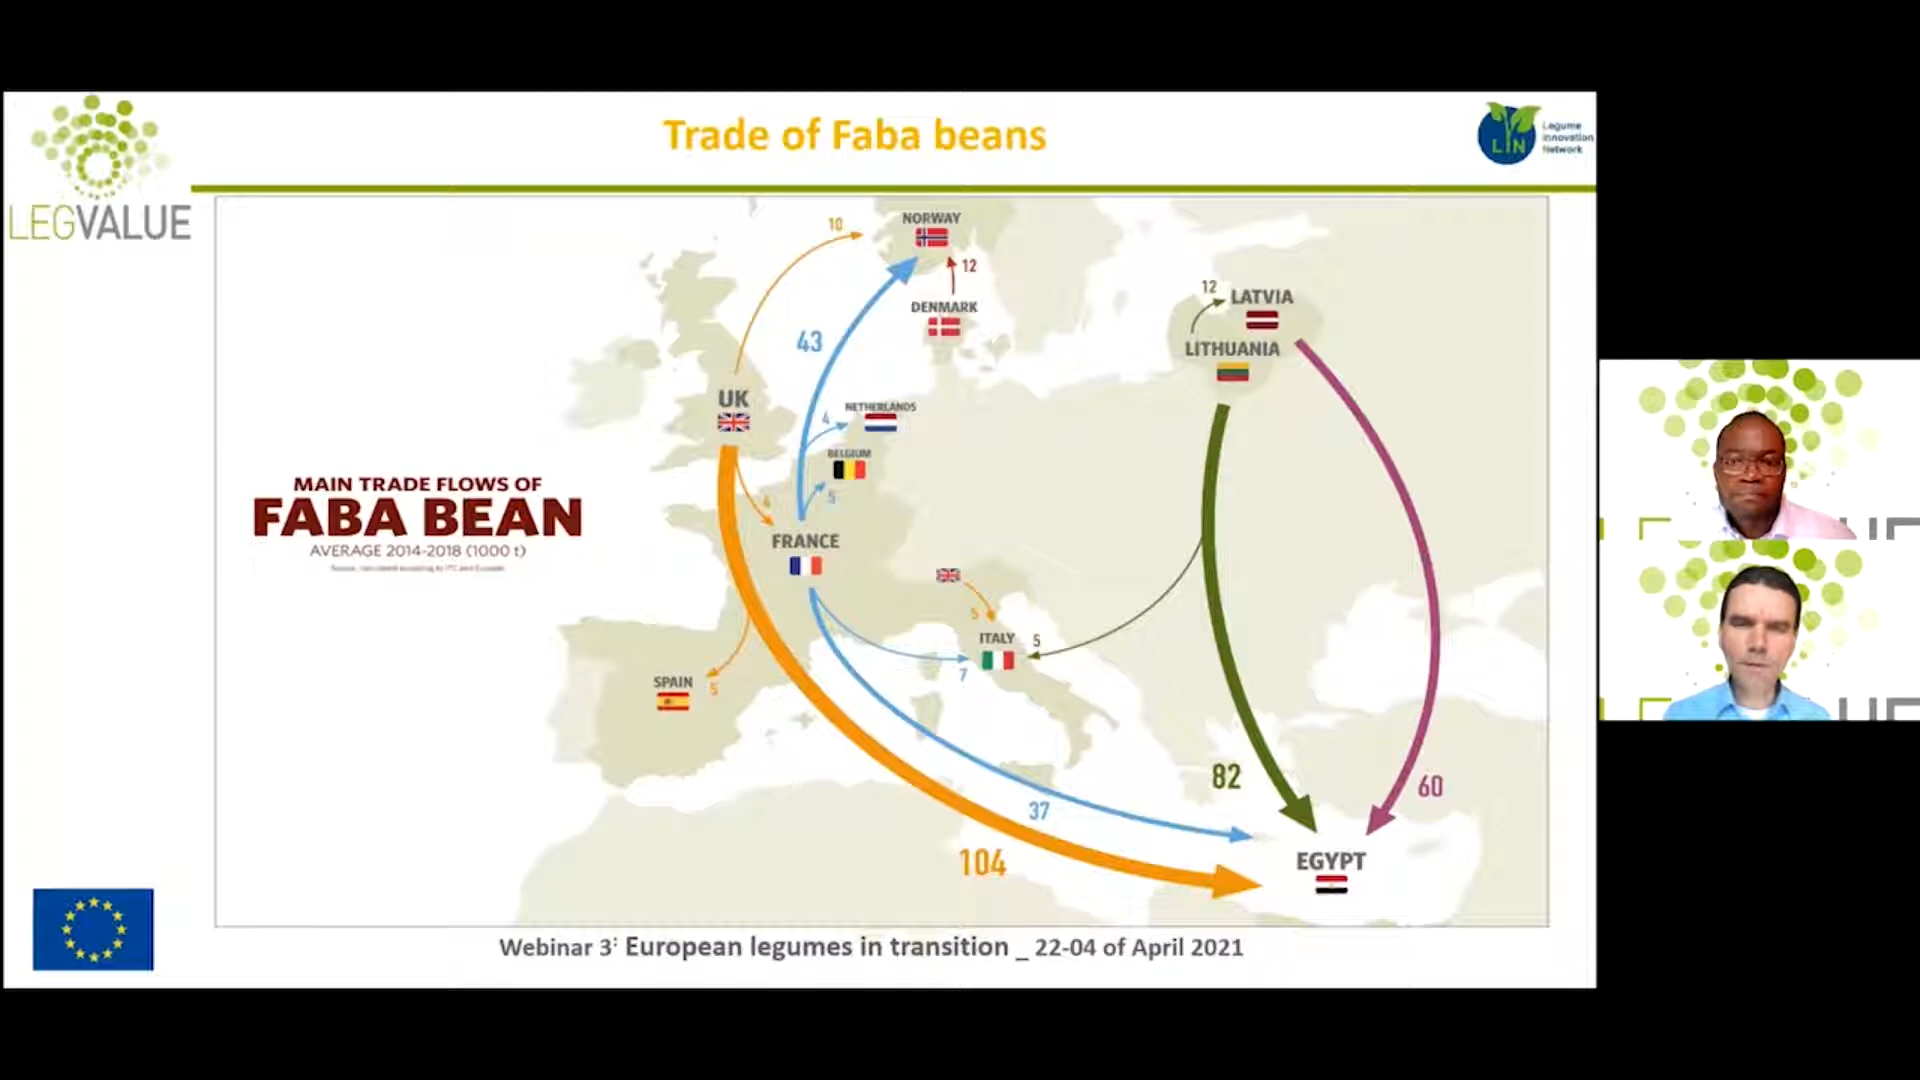 Trade of Faba beans
LEGVALUE
LIN
Legume
Innovation
Network
MAIN TRADE FLOWS OF
FABA BEAN
AVERAGE 2014-2018 (1000 t)
10
NORWAY
12
DENMARK
43
12
LATVIA
LITHUANIA
UK
NETHERLANDS
4
BELGIUM
5
4
FRANCE
5
ITALY
5
7
SPAIN
5
82
60
37
104
EGYPT
Webinar 3: European legumes in transition _ 22-04 of April 2021